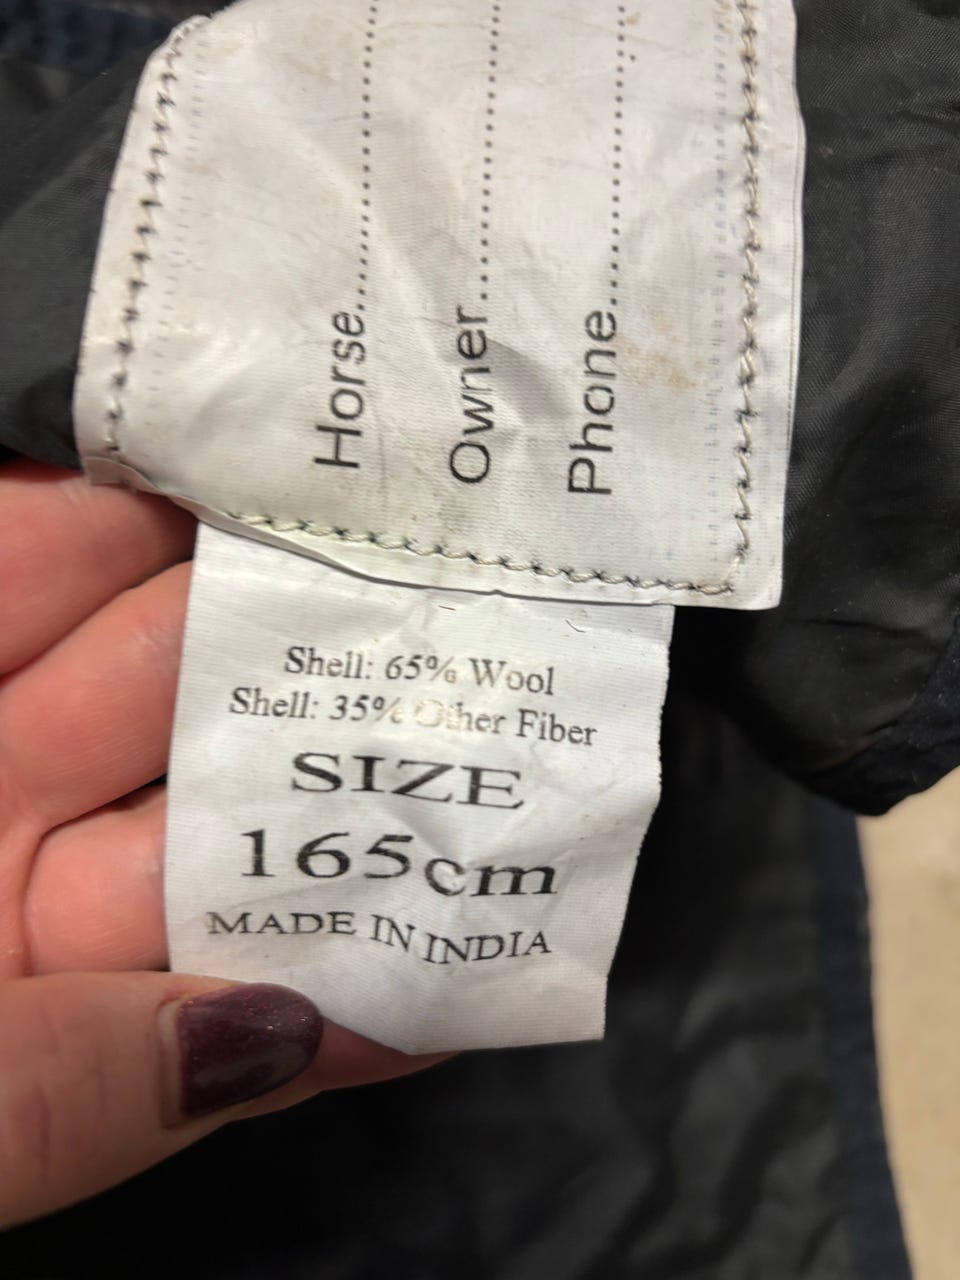 Horse..................
Owner..................
Phone..................
Shell: 65% Wool
Shell: 35% Other Fiber
SIZE
165cm
MADE IN INDIA